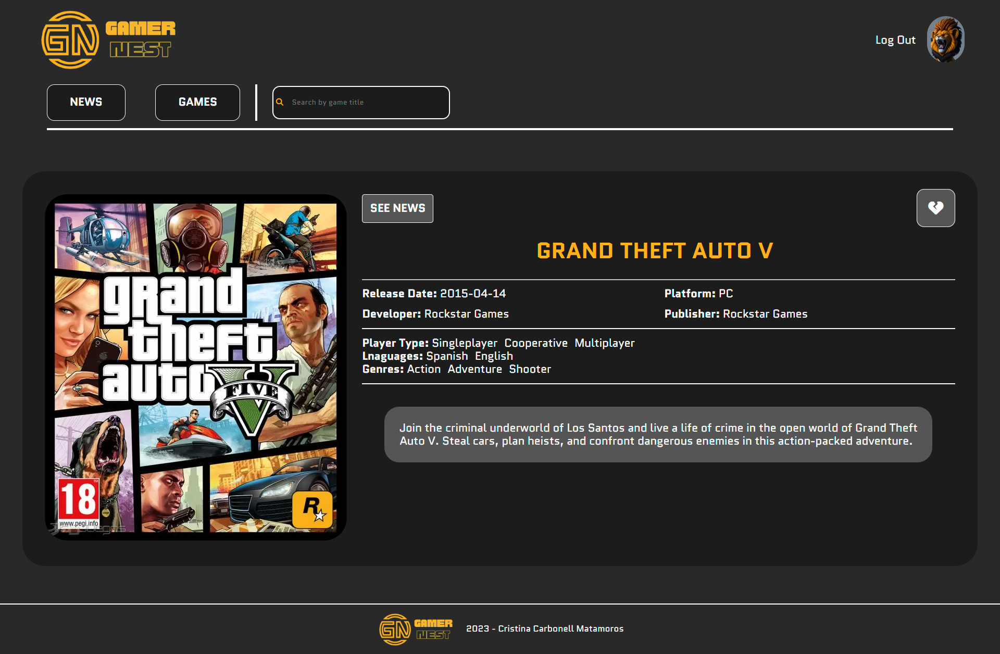 GN GAMER
NEST
Log Out
NEWS
GAMES
Search by game title
SEE NEWS
GRAND THEFT AUTO V
Release Date: 2015-04-14
Platform: PC
Developer: Rockstar Games
Publisher: Rockstar Games
Player Type: Singleplayer Cooperative Multiplayer
Lnaguages: Spanish English
Genres: Action Adventure Shooter
Join the criminal underworld of Los Santos and live a life of crime in the open world of Grand Theft
Auto V. Steal cars, plan heists, and confront dangerous enemies in this action-packed adventure.
grand
theft
auto V
TM
FIVE
18
TM
www.pegi.info
R
GN GAMER
NEST
2023 - Cristina Carbonell Matamoros